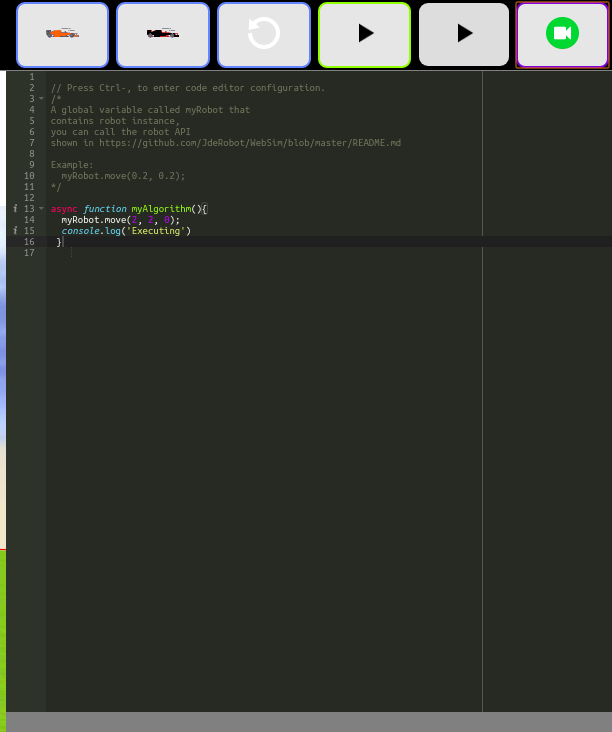 1
2 // Press Ctrl-, to enter code editor configuration.
3 /*
4 A global variable called myRobot that
5 contains robot instance,
6 you can call the robot API
7 shown in https://github.com/JdeRobot/WebSim/blob/master/README.md
8
9 Example:
10 myRobot.move(0.2, 0.2);
11 */
12
i 13 async function myAlgorithm(){
14 myRobot.move(2, 2, 0);
i 15 console.log('Executing')
16 }
17